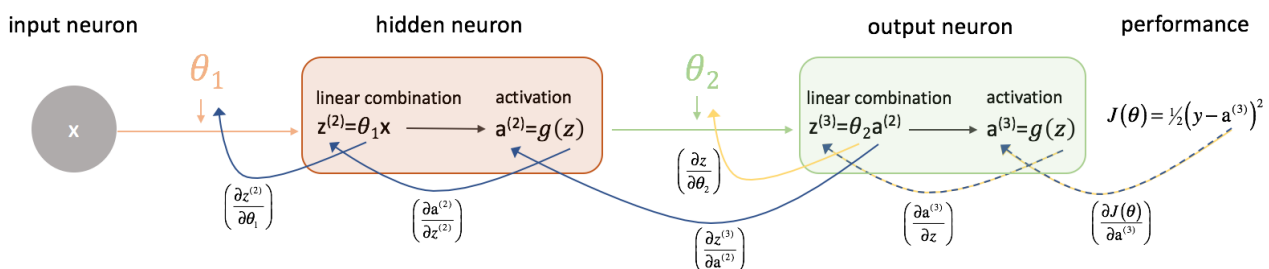 input neuron
hidden neuron
output neuron
performance
θ₁
θ₂
linear combination
activation
linear combination
activation
x
z⁽²⁾=θ₁x
a⁽²⁾=g(z)
z⁽³⁾=θ₂a⁽²⁾
a⁽³⁾=g(z)
J(θ) = ½(y − a⁽³⁾)²
(∂z⁽²⁾/∂θ₁)
(∂a⁽²⁾/∂z⁽²⁾)
(∂z/∂θ₂)
(∂z⁽³⁾/∂a⁽²⁾)
(∂a⁽³⁾/∂z)
(∂J(θ)/∂a⁽³⁾)